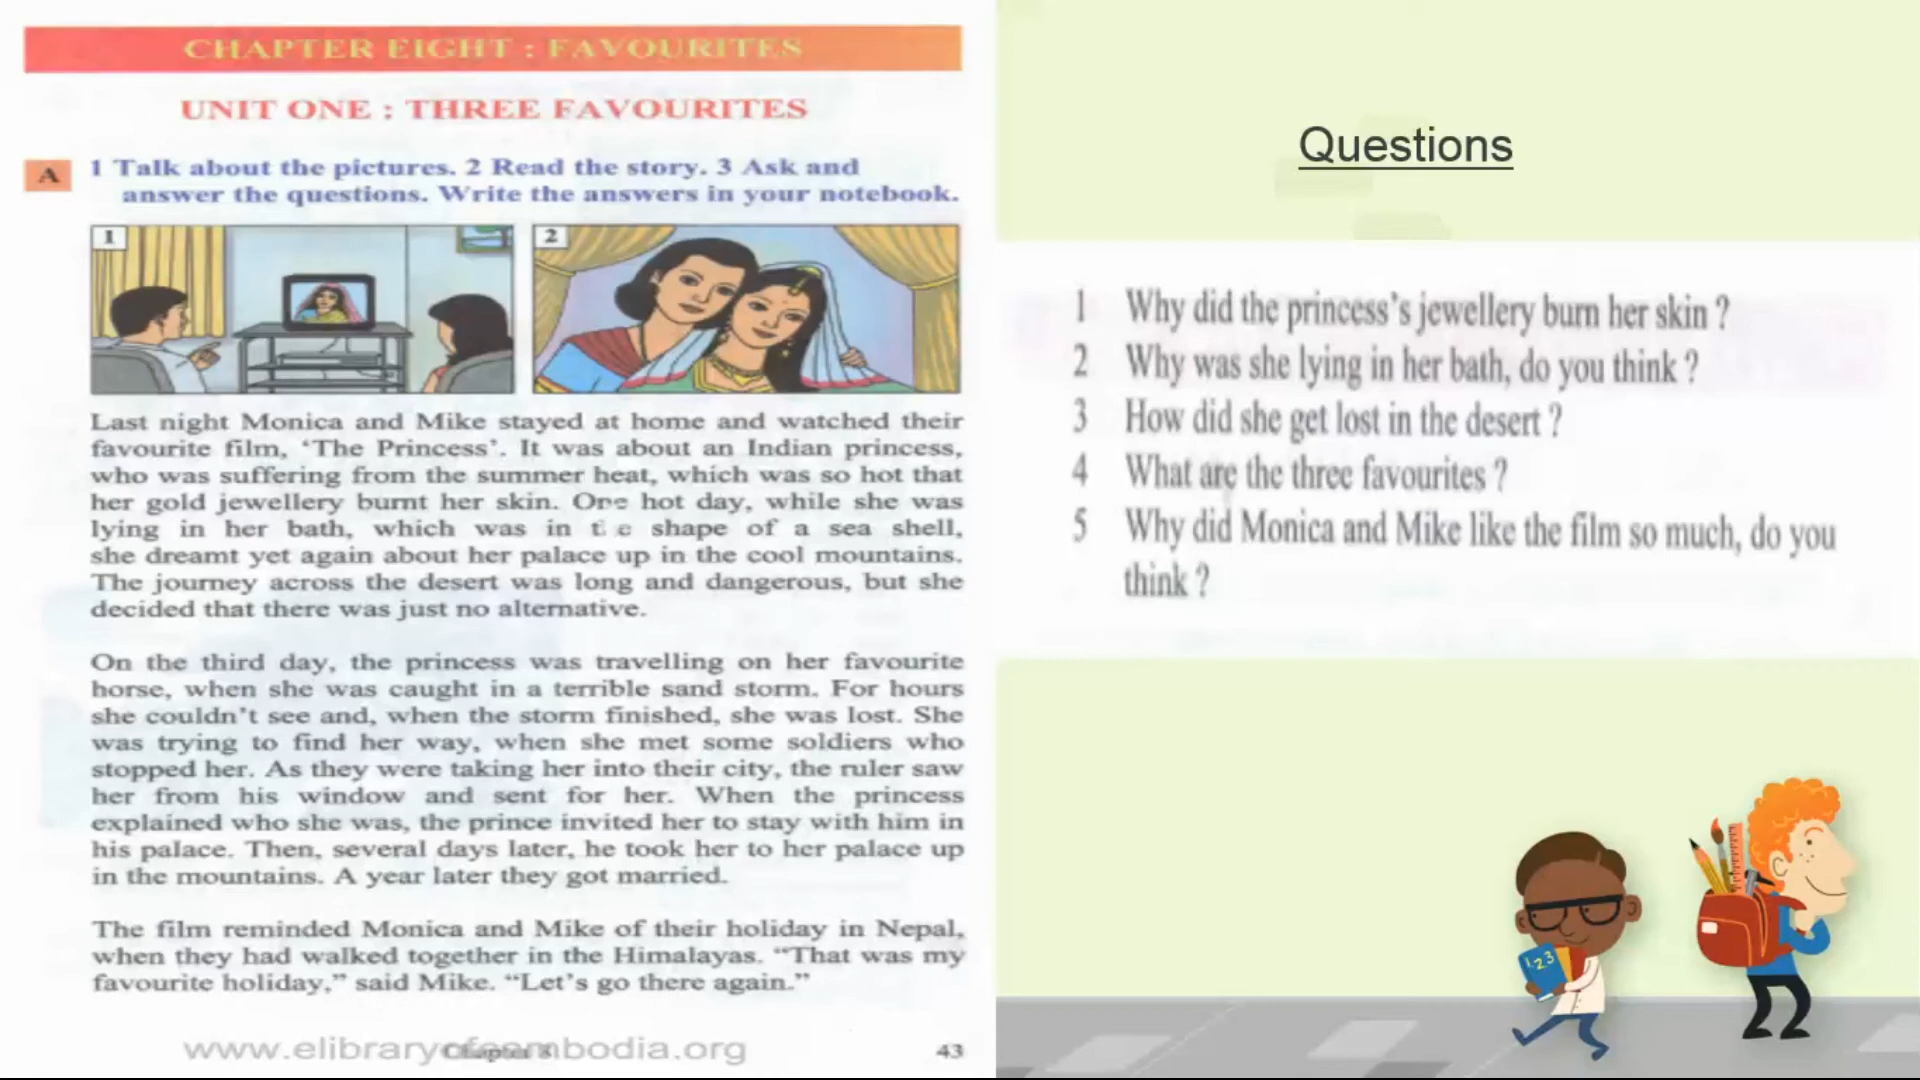 CHAPTER EIGHT : FAVOURITES
UNIT ONE : THREE FAVOURITES
A
1 Talk about the pictures. 2 Read the story. 3 Ask and
answer the questions. Write the answers in your notebook.
1
2
Last night Monica and Mike stayed at home and watched their
favourite film, ‘The Princess’. It was about an Indian princess,
who was suffering from the summer heat, which was so hot that
her gold jewellery burnt her skin. One hot day, while she was
lying in her bath, which was in the shape of a sea shell,
she dreamt yet again about her palace up in the cool mountains.
The journey across the desert was long and dangerous, but she
decided that there was just no alternative.
On the third day, the princess was travelling on her favourite
horse, when she was caught in a terrible sand storm. For hours
she couldn’t see and, when the storm finished, she was lost. She
was trying to find her way, when she met some soldiers who
stopped her. As they were taking her into their city, the ruler saw
her from his window and sent for her. When the princess
explained who she was, the prince invited her to stay with him in
his palace. Then, several days later, he took her to her palace up
in the mountains. A year later they got married.
The film reminded Monica and Mike of their holiday in Nepal,
when they had walked together in the Himalayas. “That was my
favourite holiday,” said Mike. “Let’s go there again.”
www.elibraryofcambodia.org
Chapter 8
43
Questions
1 Why did the princess’s jewellery burn her skin ?
2 Why was she lying in her bath, do you think ?
3 How did she get lost in the desert ?
4 What are the three favourites ?
5 Why did Monica and Mike like the film so much, do you
think ?
1 2 3